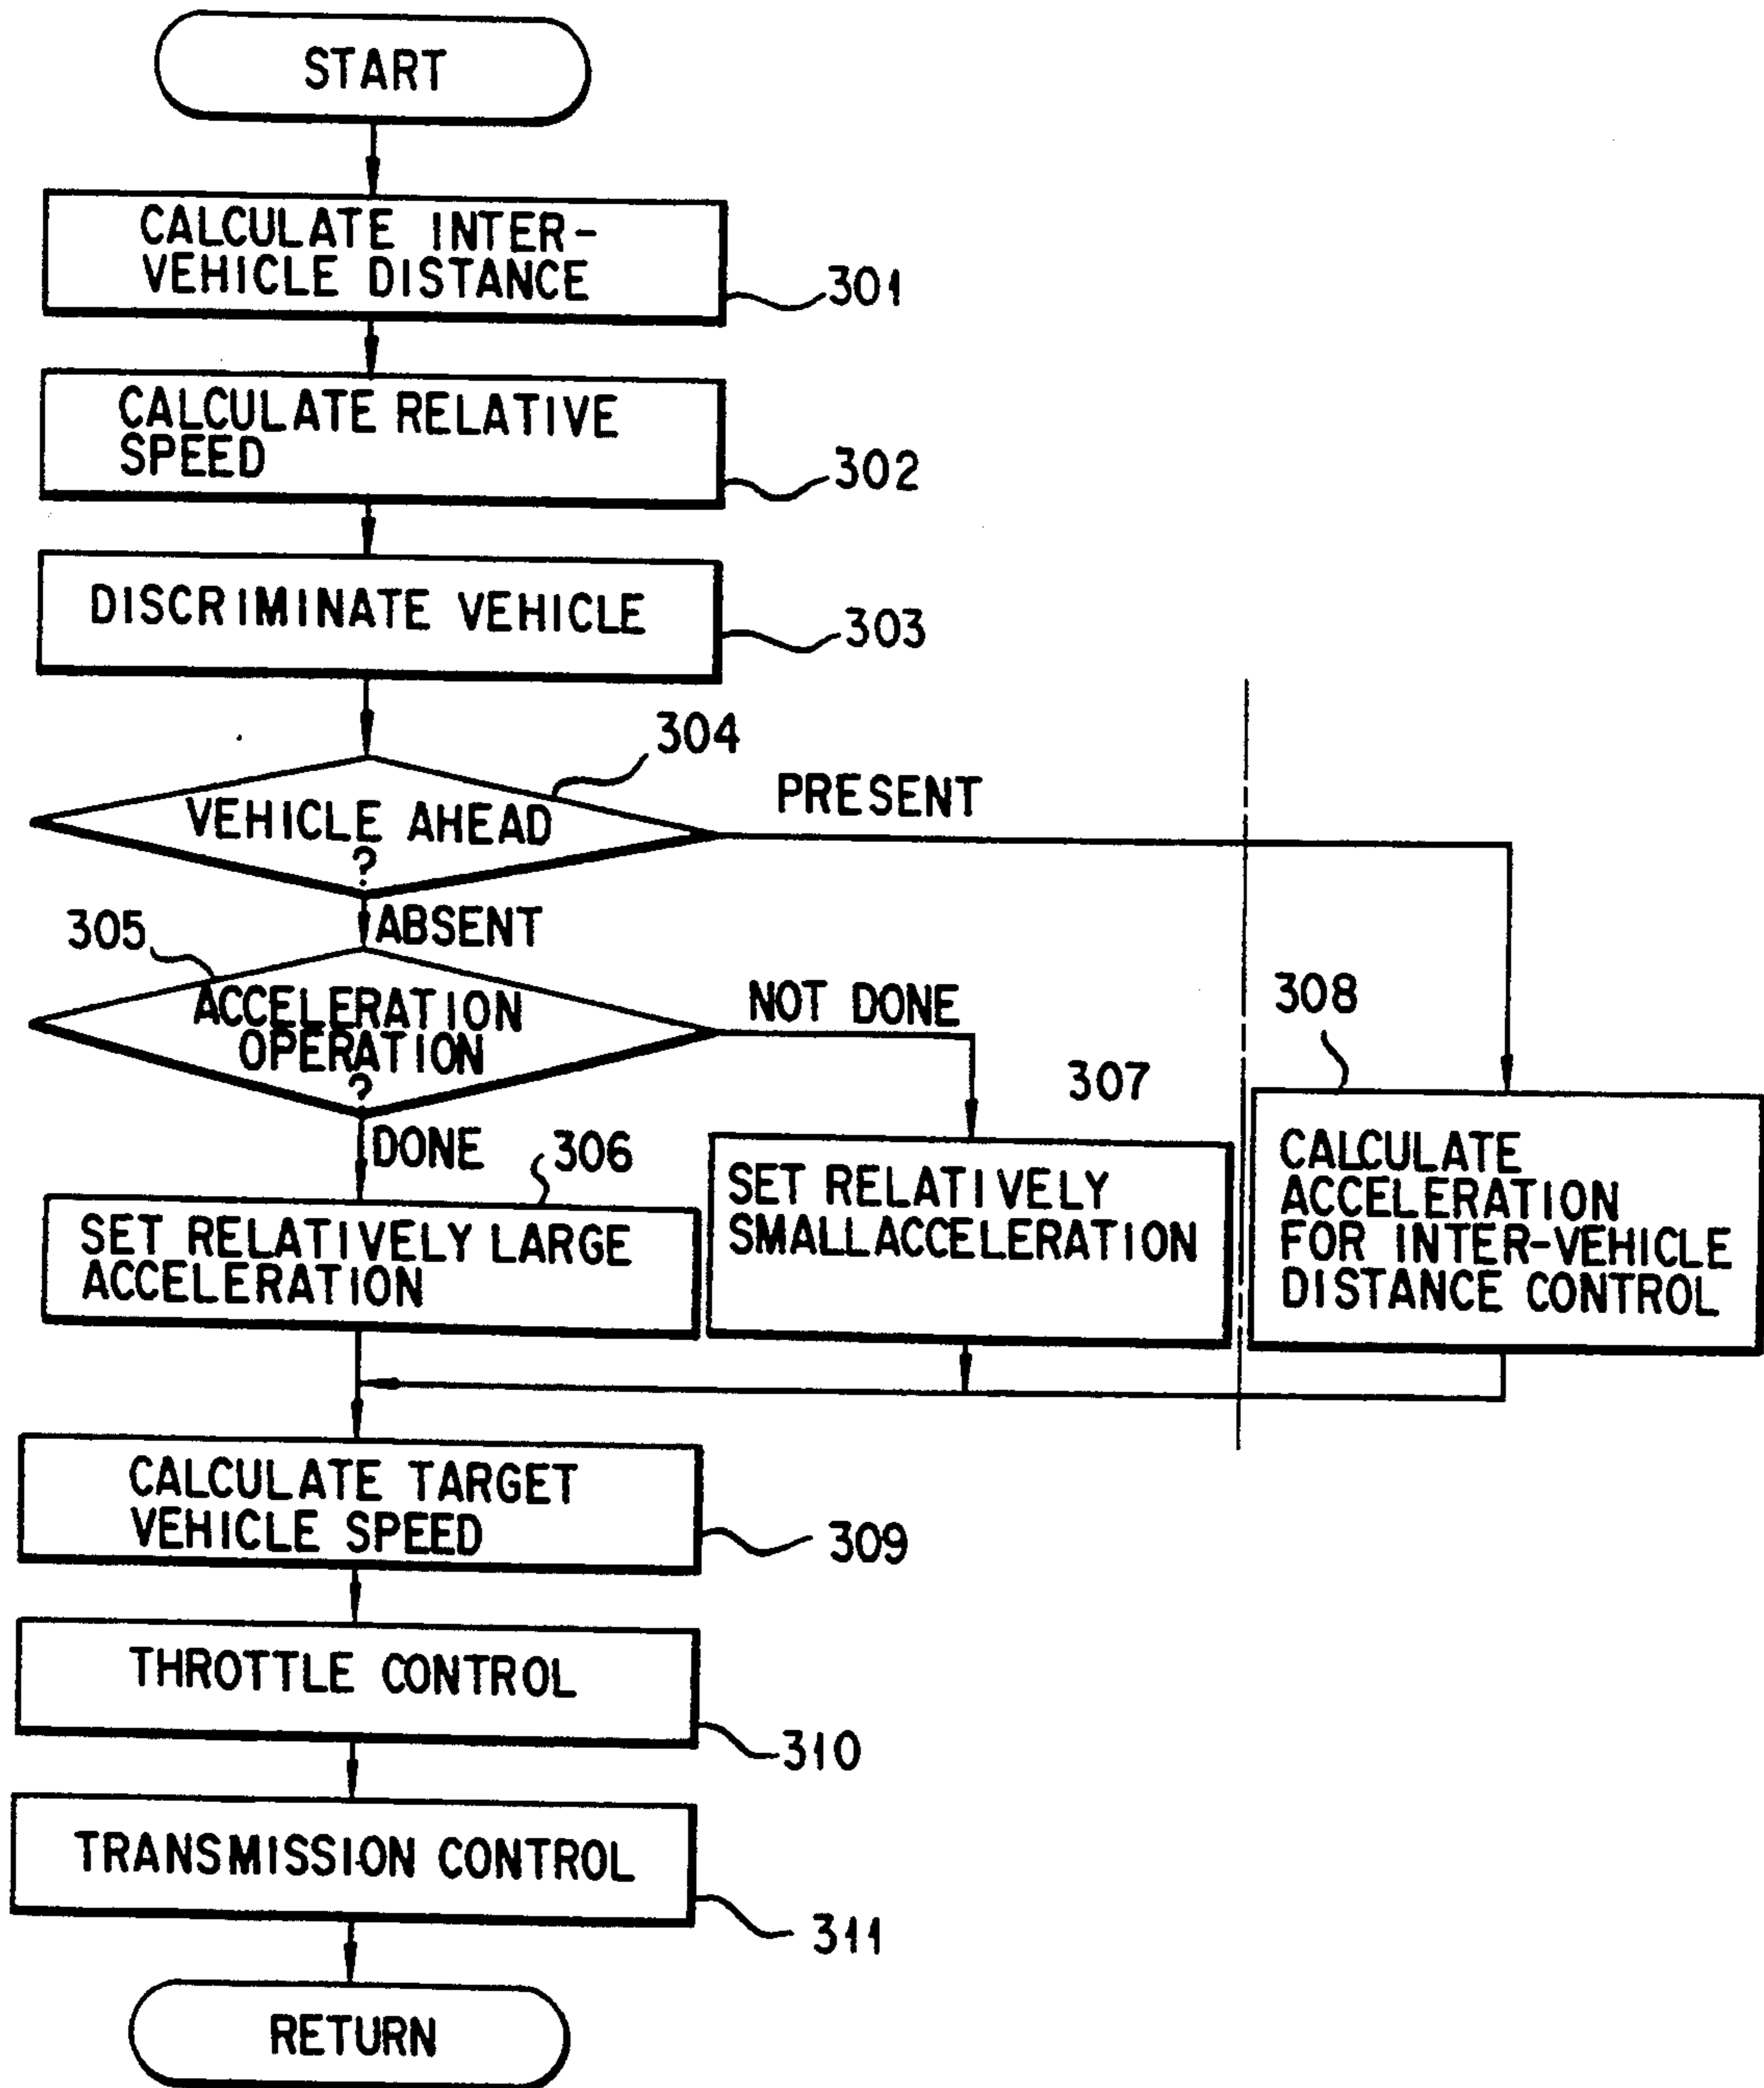 START
CALCULATE INTER-
VEHICLE DISTANCE
301
CALCULATE RELATIVE
SPEED
302
DISCRIMINATE VEHICLE
303
304
VEHICLE AHEAD
?
PRESENT
ABSENT
305
ACCELERATION
OPERATION
?
NOT DONE
DONE
306
SET RELATIVELY LARGE
ACCELERATION
307
SET RELATIVELY
SMALL ACCELERATION
308
CALCULATE
ACCELERATION
FOR INTER-VEHICLE
DISTANCE CONTROL
CALCULATE TARGET
VEHICLE SPEED
309
THROTTLE CONTROL
310
TRANSMISSION CONTROL
311
RETURN